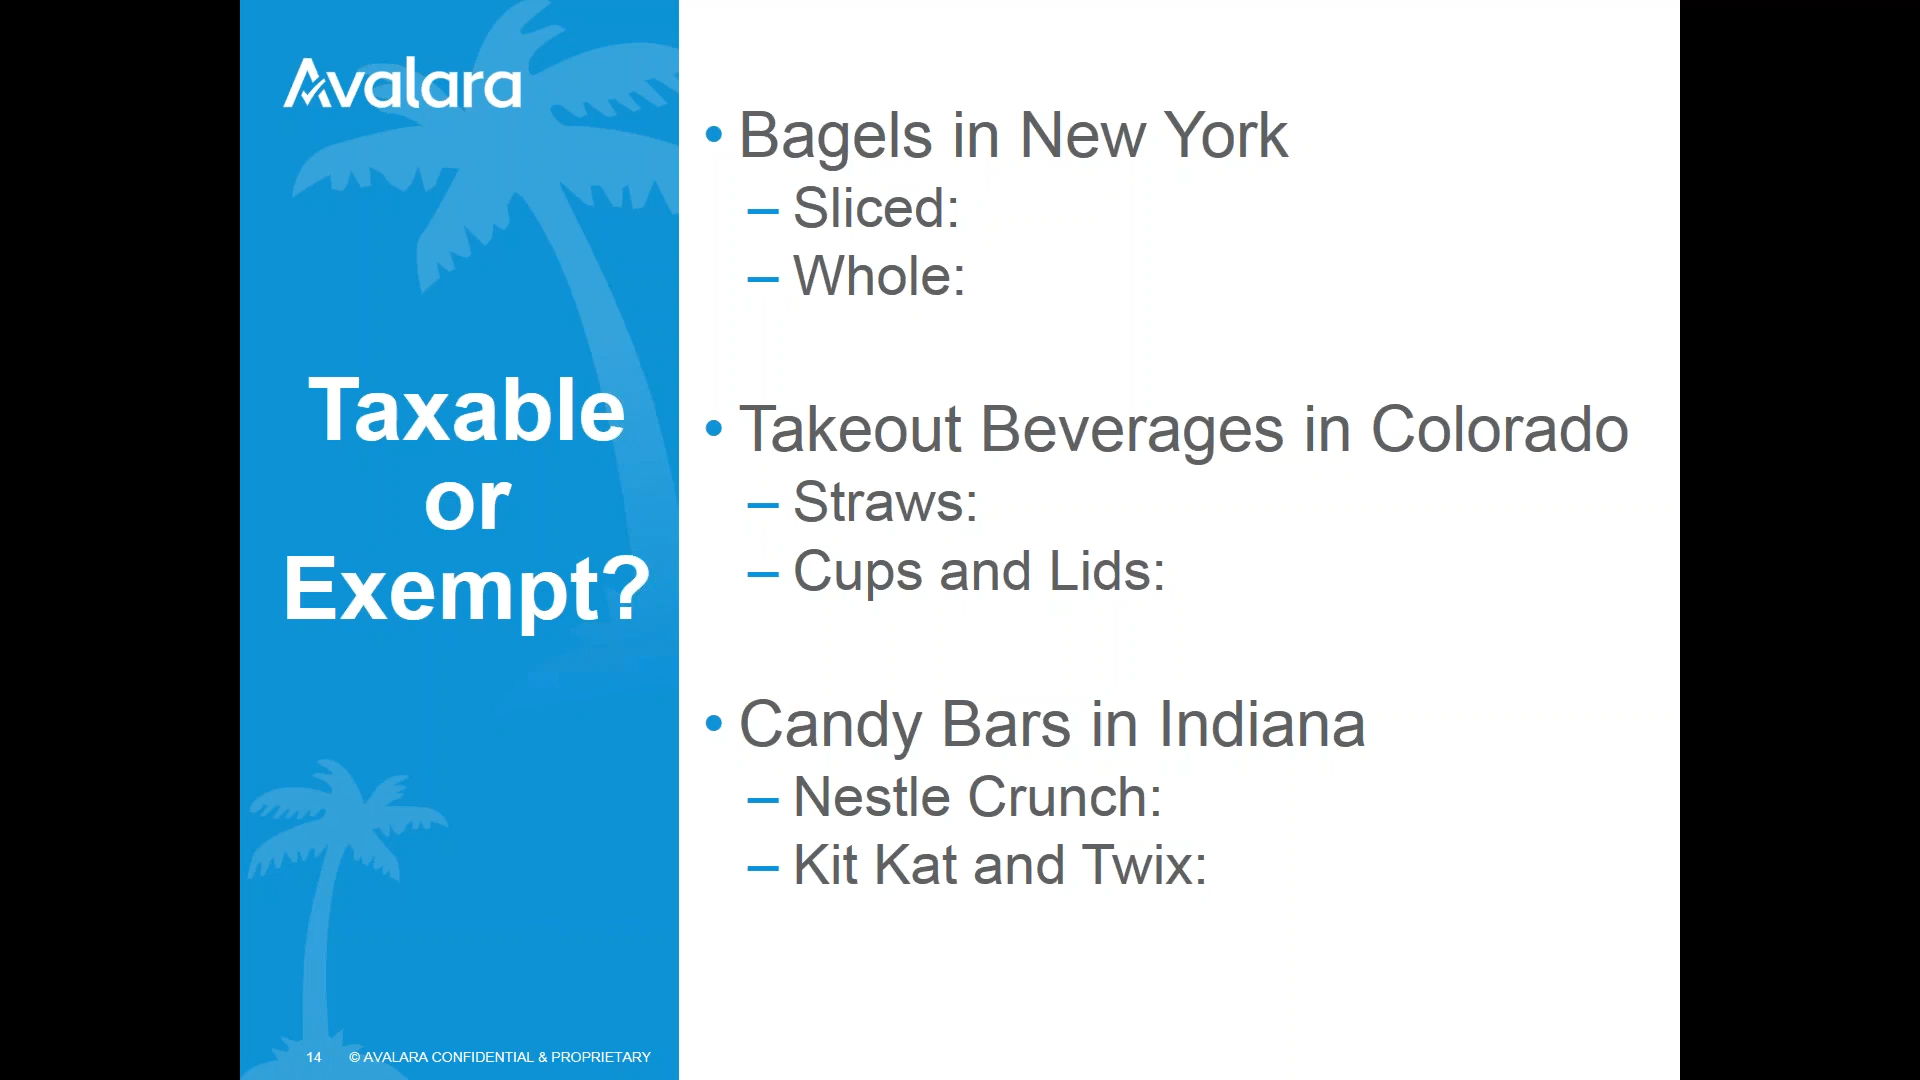 Avalara
Taxable
or
Exempt?
• Bagels in New York
– Sliced:
– Whole:
• Takeout Beverages in Colorado
– Straws:
– Cups and Lids:
• Candy Bars in Indiana
– Nestle Crunch:
– Kit Kat and Twix:
14 © AVALARA CONFIDENTIAL & PROPRIETARY